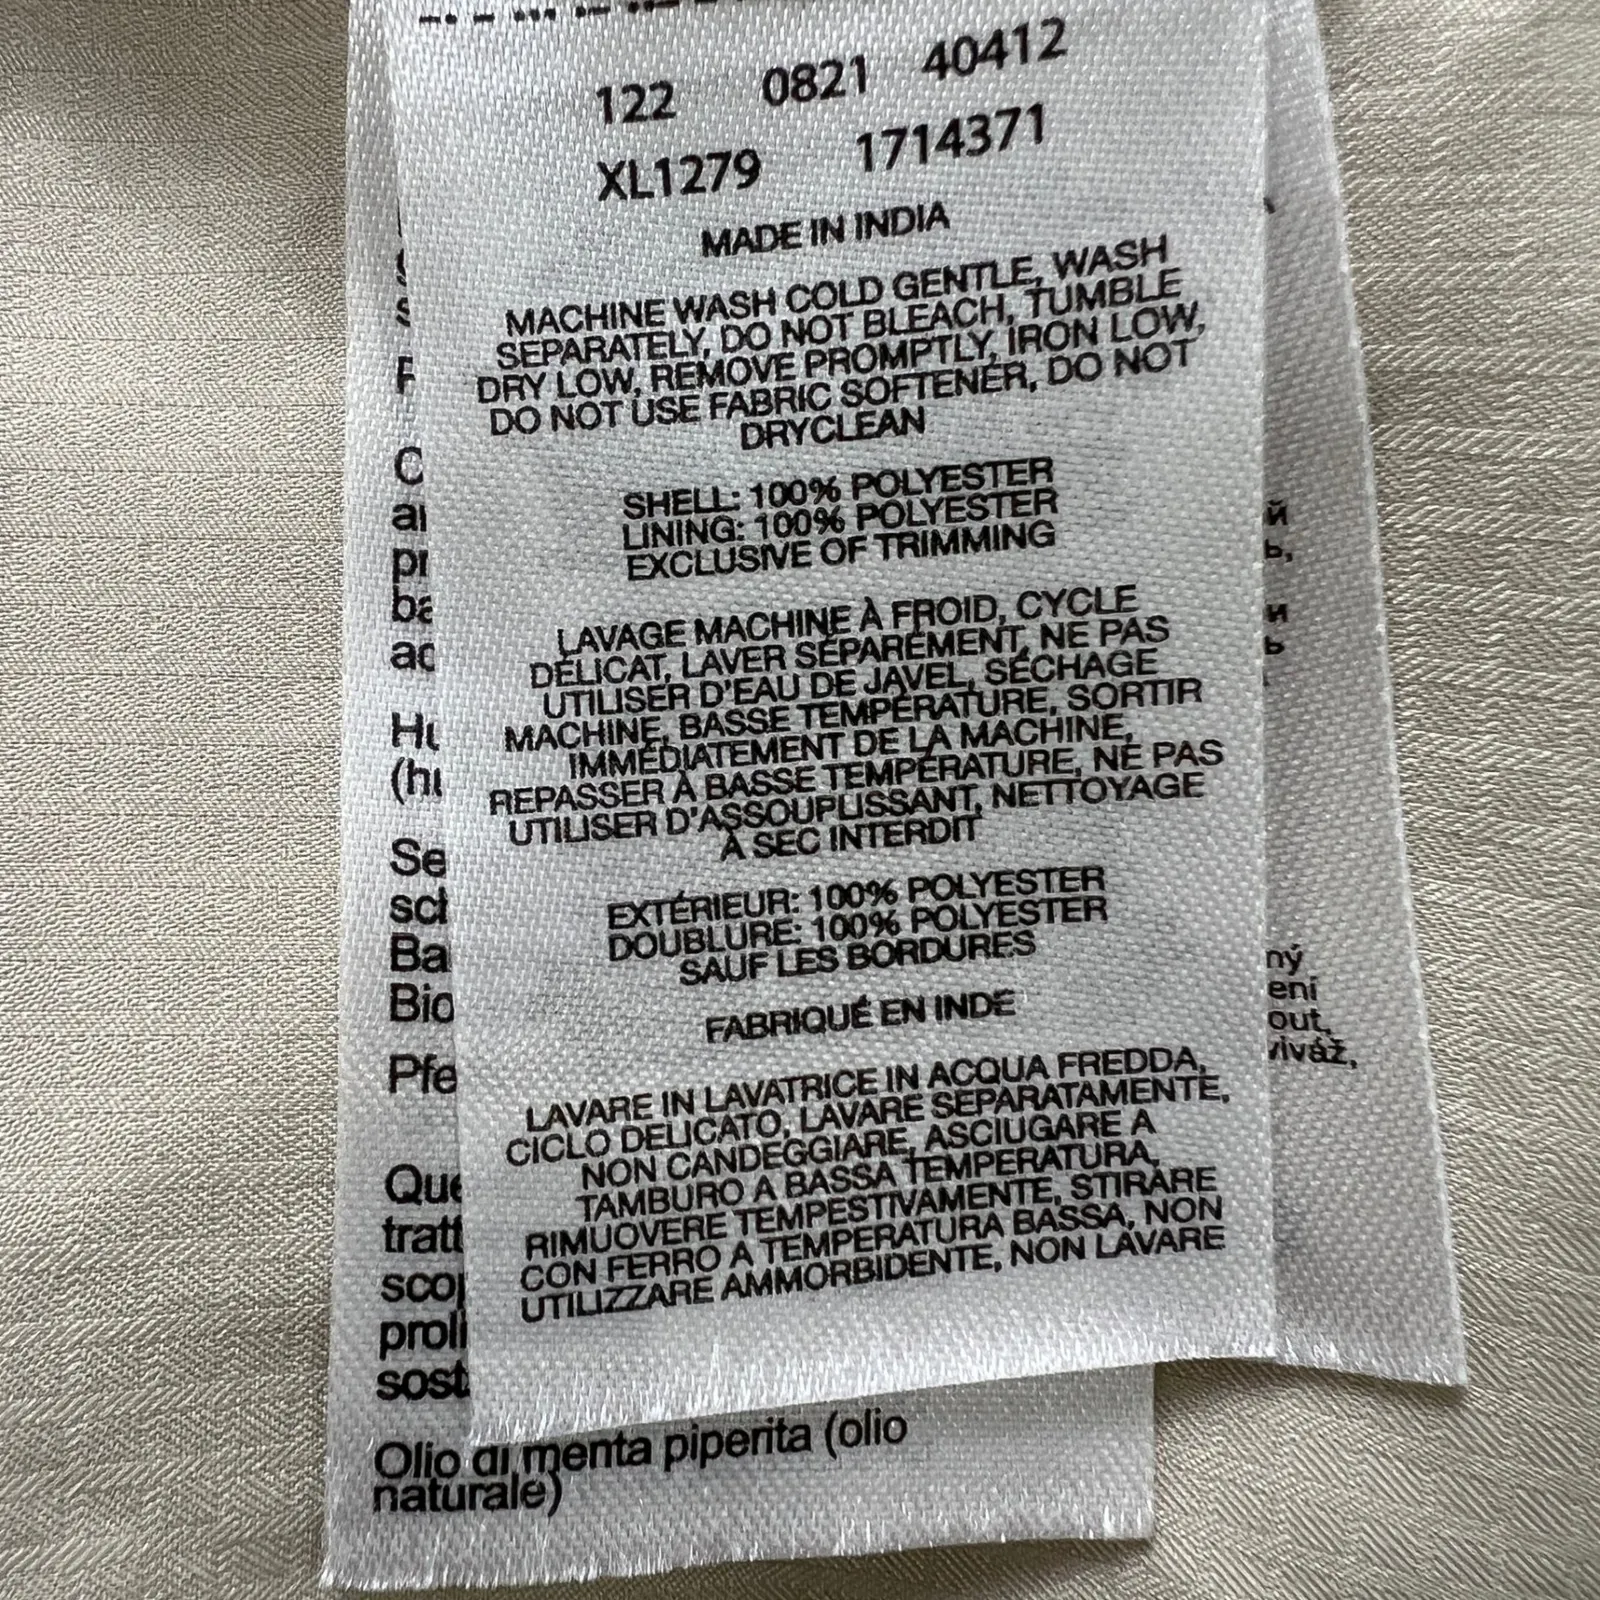 122 0821 40412
XL1279 1714371
MADE IN INDIA
MACHINE WASH COLD GENTLE, WASH
SEPARATELY, DO NOT BLEACH, TUMBLE
DRY LOW, REMOVE PROMPTLY, IRON LOW,
DO NOT USE FABRIC SOFTENER, DO NOT
DRYCLEAN
SHELL: 100% POLYESTER
LINING: 100% POLYESTER
EXCLUSIVE OF TRIMMING
LAVAGE MACHINE À FROID, CYCLE
DÉLICAT, LAVER SÉPARÉMENT, NE PAS
UTILISER D'EAU DE JAVEL, SÉCHAGE
MACHINE, BASSE TEMPÉRATURE, SORTIR
IMMÉDIATEMENT DE LA MACHINE,
REPASSER À BASSE TEMPÉRATURE, NE PAS
UTILISER D'ASSOUPLISSANT, NETTOYAGE
À SEC INTERDIT
EXTÉRIEUR: 100% POLYESTER
DOUBLURE: 100% POLYESTER
SAUF LES BORDURES
FABRIQUÉ EN INDE
LAVARE IN LAVATRICE IN ACQUA FREDDA,
CICLO DELICATO, LAVARE SEPARATAMENTE,
NON CANDEGGIARE, ASCIUGARE A
TAMBURO A BASSA TEMPERATURA,
RIMUOVERE TEMPESTIVAMENTE, STIRARE
CON FERRO A TEMPERATURA BASSA, NON
UTILIZZARE AMMORBIDENTE, NON LAVARE
Olio di menta piperita (olio
naturale)